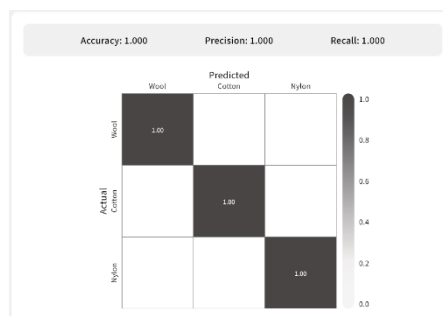 Accuracy: 1.000 Precision: 1.000 Recall: 1.000
Predicted
Wool Cotton Nylon
Actual
Wool
Cotton
Nylon
1.00
1.00
1.00
1.0
0.8
0.6
0.4
0.2
0.0